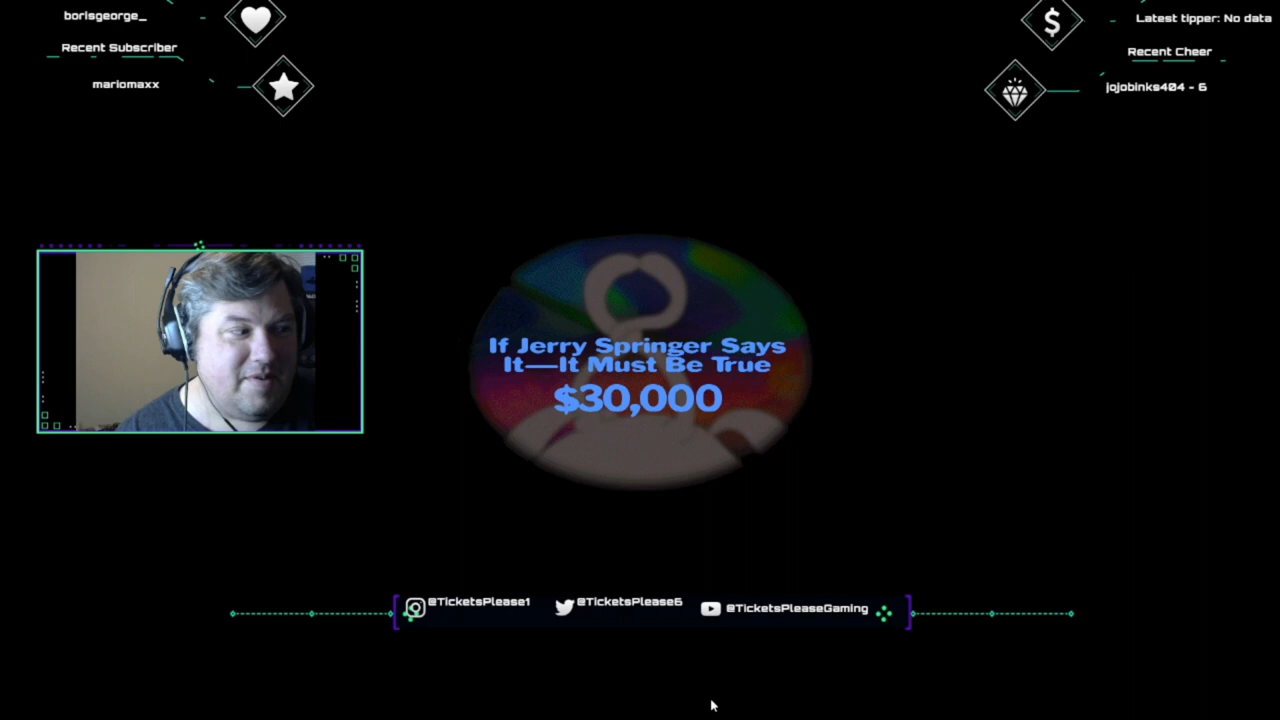 borisgeorge_
Recent Subscriber
mariomaxx
Latest tipper: No data
Recent Cheer
jojobinks404 - 6
If Jerry Springer Says
It—It Must Be True
$30,000
@TicketsPlease1
@TicketsPlease6
@TicketsPleaseGaming